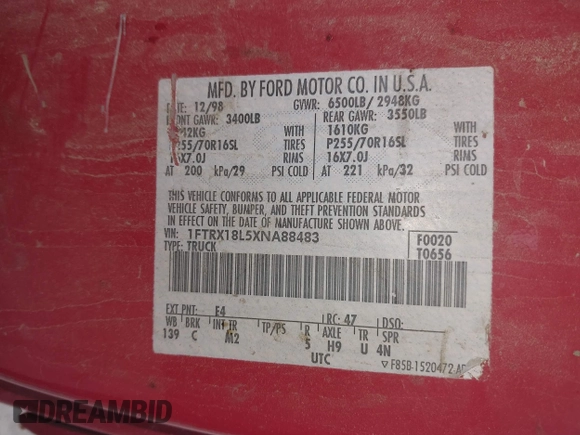 MFD. BY FORD MOTOR CO. IN U.S.A.
DATE: 12/98 GVWR: 6500LB/ 2948KG
FRONT GAWR: 3400LB REAR GAWR: 3550LB
2KG WITH 1610KG WITH
P255/70R16SL TIRES P255/70R16SL TIRES
16X7.0J RIMS 16X7.0J RIMS
AT 200 kPa/29 PSI COLD AT 221 kPa/32 PSI COLD
THIS VEHICLE CONFORMS TO ALL APPLICABLE FEDERAL MOTOR
VEHICLE SAFETY, BUMPER, AND THEFT PREVENTION STANDARDS
IN EFFECT ON THE DATE OF MANUFACTURE SHOWN ABOVE.
VIN: 1FTRX18L5XNA88483 F0020
TYPE: TRUCK T0656
EXT PNT: E4 RC: 47 DSO:
WB BRK INT TR TP/PS R AXLE TR SPR
139 C M2 5 H9 U 4N
UTC ▽ F85B-1520472
DREAMBID